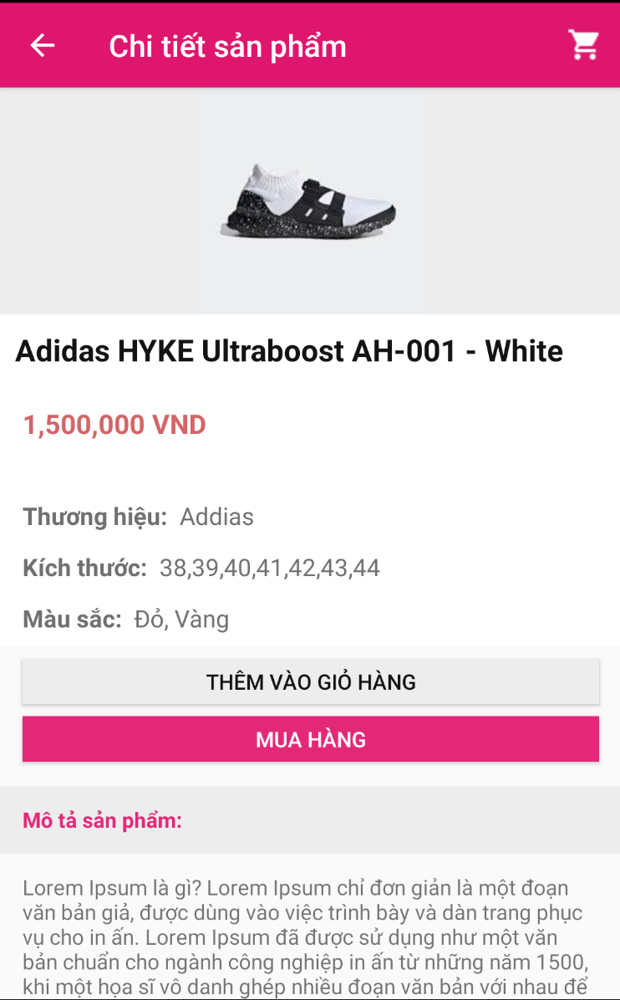 Chi tiết sản phẩm
Adidas HYKE Ultraboost AH-001 - White
1,500,000 VND
Thương hiệu: Addias
Kích thước: 38,39,40,41,42,43,44
Màu sắc: Đỏ, Vàng
THÊM VÀO GIỎ HÀNG
MUA HÀNG
Mô tả sản phẩm:
Lorem Ipsum là gì? Lorem Ipsum chỉ đơn giản là một đoạn
văn bản giả, được dùng vào việc trình bày và dàn trang phục
vụ cho in ấn. Lorem Ipsum đã được sử dụng như một văn
bản chuẩn cho ngành công nghiệp in ấn từ những năm 1500,
khi một họa sĩ vô danh ghép nhiều đoạn văn bản với nhau để